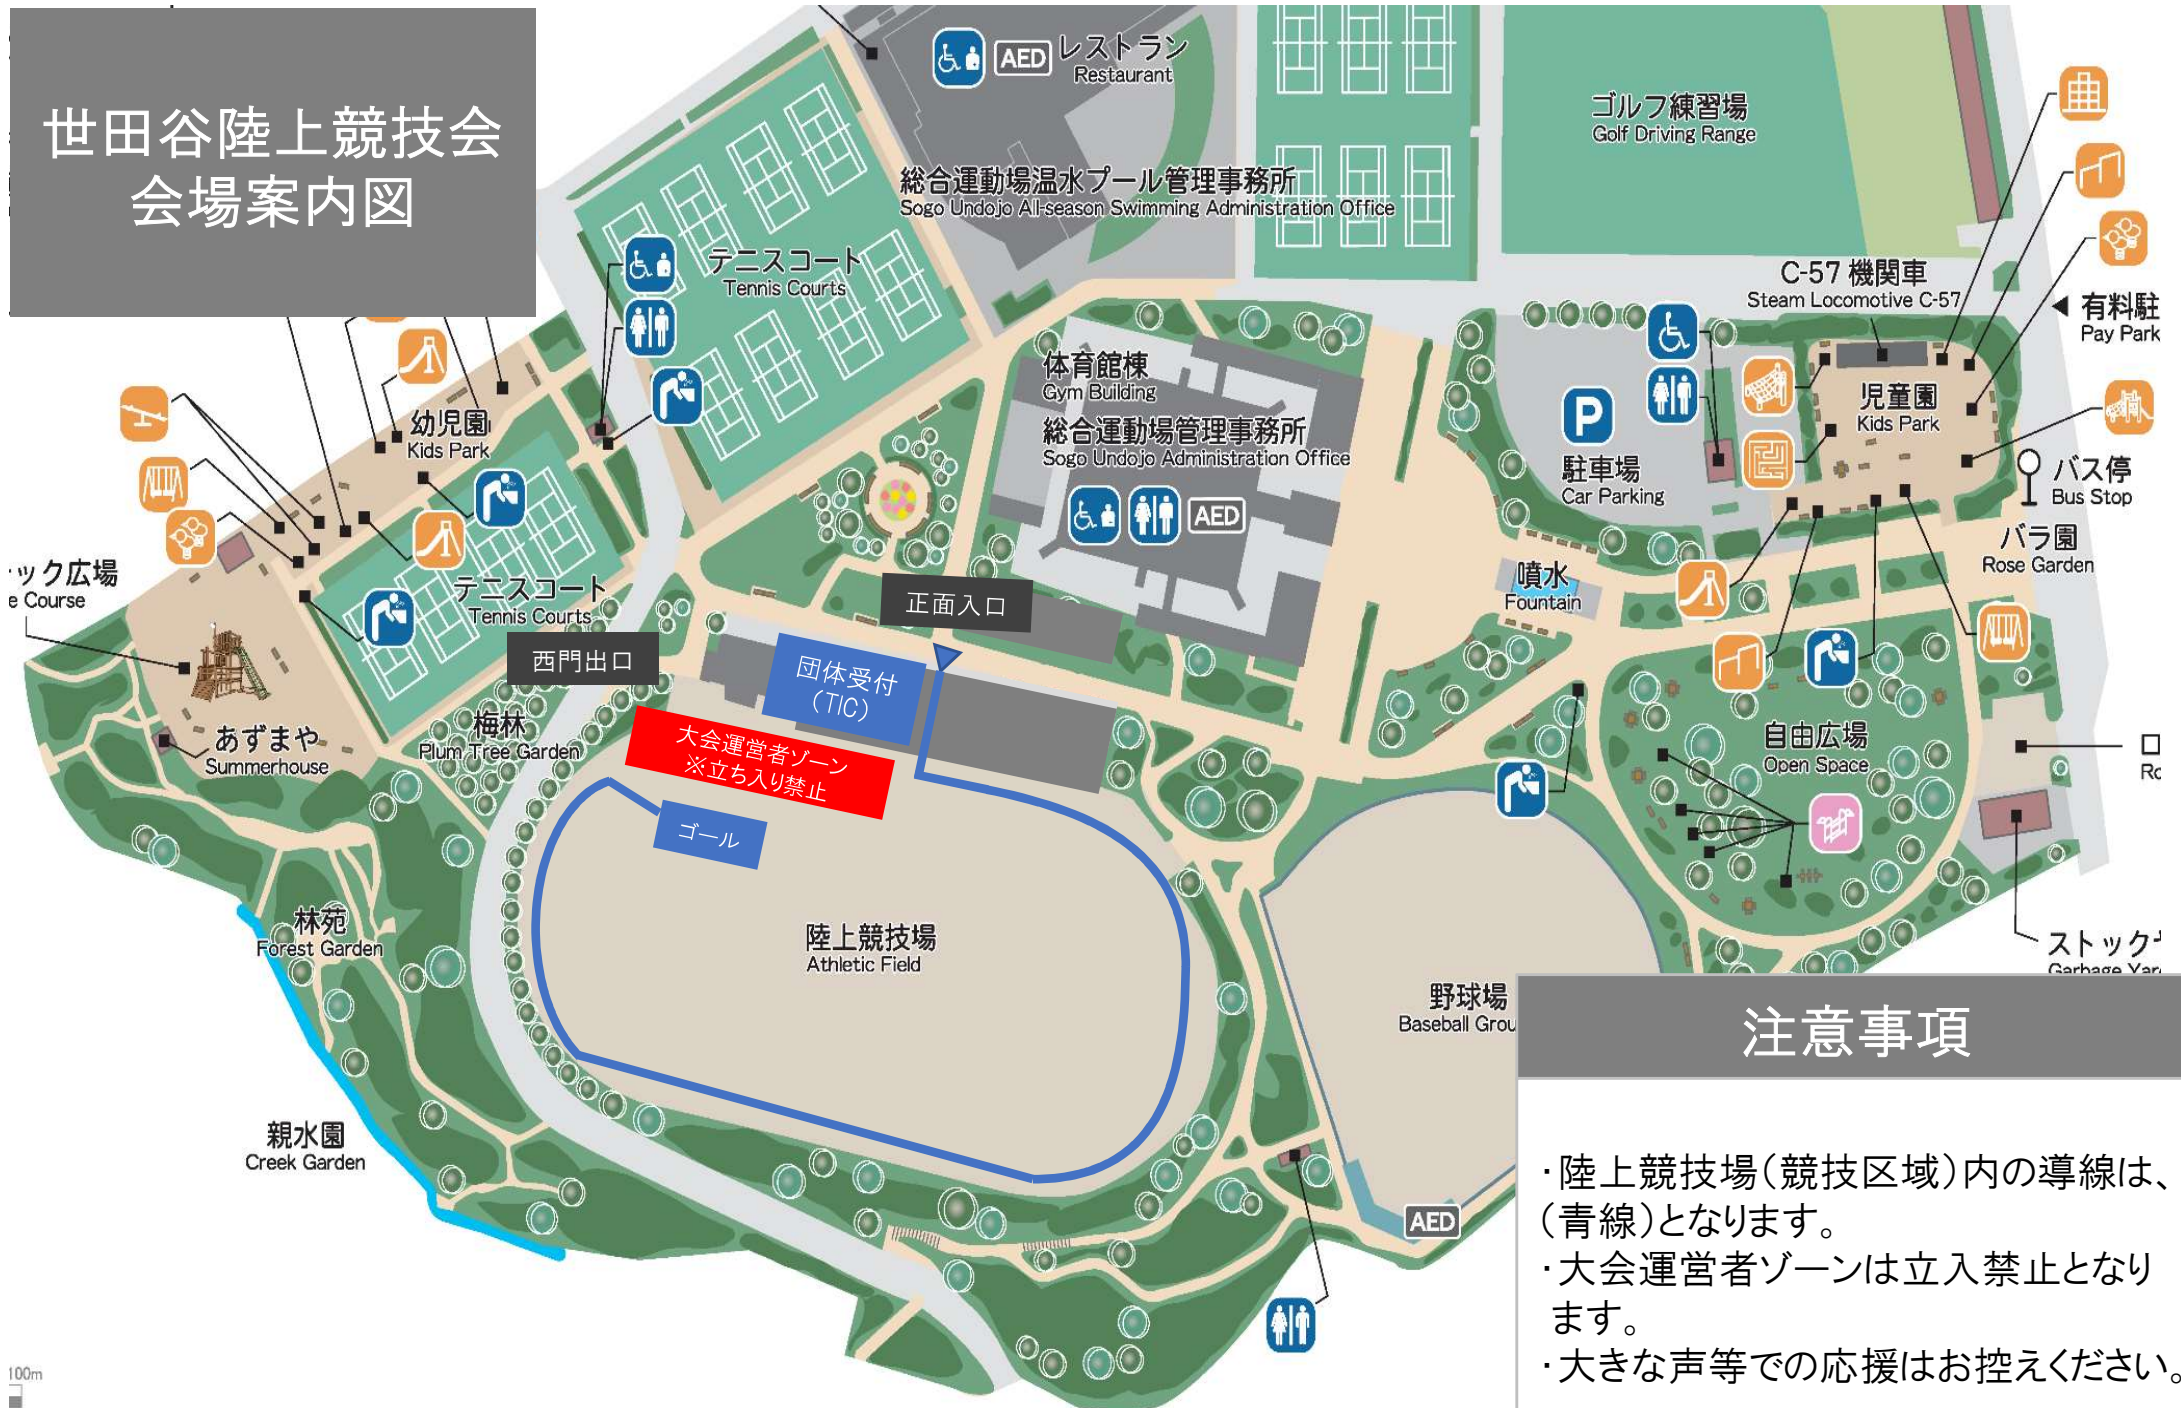 世田谷陸上競技会
会場案内図
AED
レストラン
Restaurant
ゴルフ練習場
Golf Driving Range
総合運動場温水プール管理事務所
Sogo Undojo All-season Swimming Administration Office
テニスコート
Tennis Courts
C-57 機関車
Steam Locomotive C-57
有料駐
Pay Park
体育館棟
Gym Building
総合運動場管理事務所
Sogo Undojo Administration Office
AED
幼児園
Kids Park
P
駐車場
Car Parking
児童園
Kids Park
バス停
Bus Stop
バラ園
Rose Garden
ック広場
e Course
テニスコート
Tennis Courts
噴水
Fountain
正面入口
西門出口
団体受付
(TIC)
大会運営者ゾーン
※立ち入り禁止
ゴール
梅林
Plum Tree Garden
あずまや
Summerhouse
自由広場
Open Space
ロ
Ro
林苑
Forest Garden
陸上競技場
Athletic Field
ストック
Garbage Yar
野球場
Baseball Grou
親水園
Creek Garden
AED
注意事項
・陸上競技場(競技区域)内の導線は、
(青線)となります。
・大会運営者ゾーンは立入禁止となり
ます。
・大きな声等での応援はお控えください。
100m